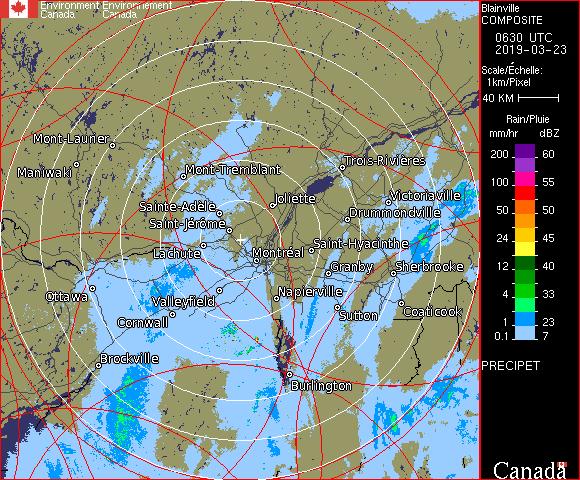 Environment Environnement
Canada Canada
Blainville
COMPOSITE
0630 UTC
2019-03-23
Scale/Échelle:
1km/Pixel
40 KM
Rain/Pluie
mm/hr dBZ
200 60
100 55
50 50
24 45
12 40
4 33
1 23
0.1 7
PRECIPET
Canada
Mont-Laurier
Maniwaki
Mont-Tremblant
Trois-Rivières
Sainte-Adèle
Joliette
Victoriaville
Saint-Jérôme
Drummondville
Lachute
Montréal
Saint-Hyacinthe
Granby
Sherbrooke
Ottawa
Valleyfield
Napierville
Cornwall
Sutton
Coaticook
Brockville
Burlington